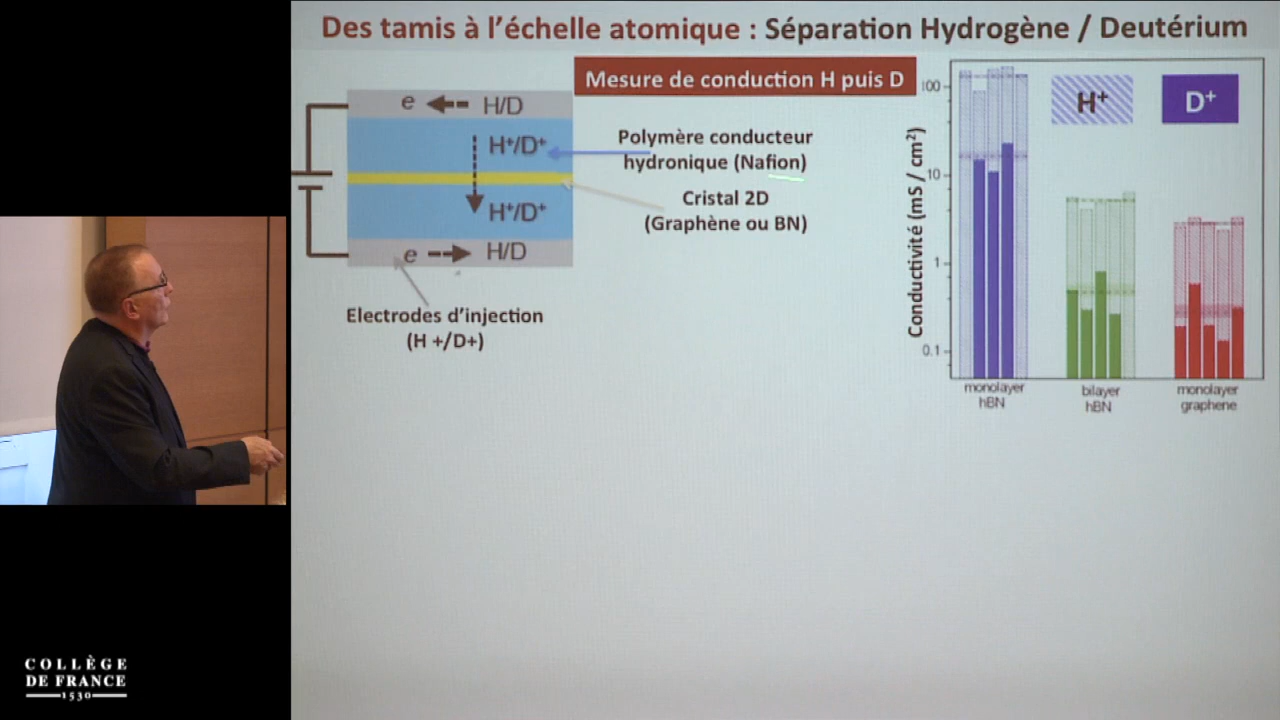 Des tamis à l'échelle atomique : Séparation Hydrogène / Deutérium
Mesure de conduction H puis D
e
H/D
H⁺/D⁺
H⁺/D⁺
e
H/D
Polymère conducteur
hydronique (Nafion)
Cristal 2D
(Graphène ou BN)
Electrodes d'injection
(H +/D+)
Conductivité (mS / cm²)
100
10
1
0.1
H⁺
D⁺
monolayer
hBN
bilayer
hBN
monolayer
graphene
COLLÈGE
DE FRANCE
1530